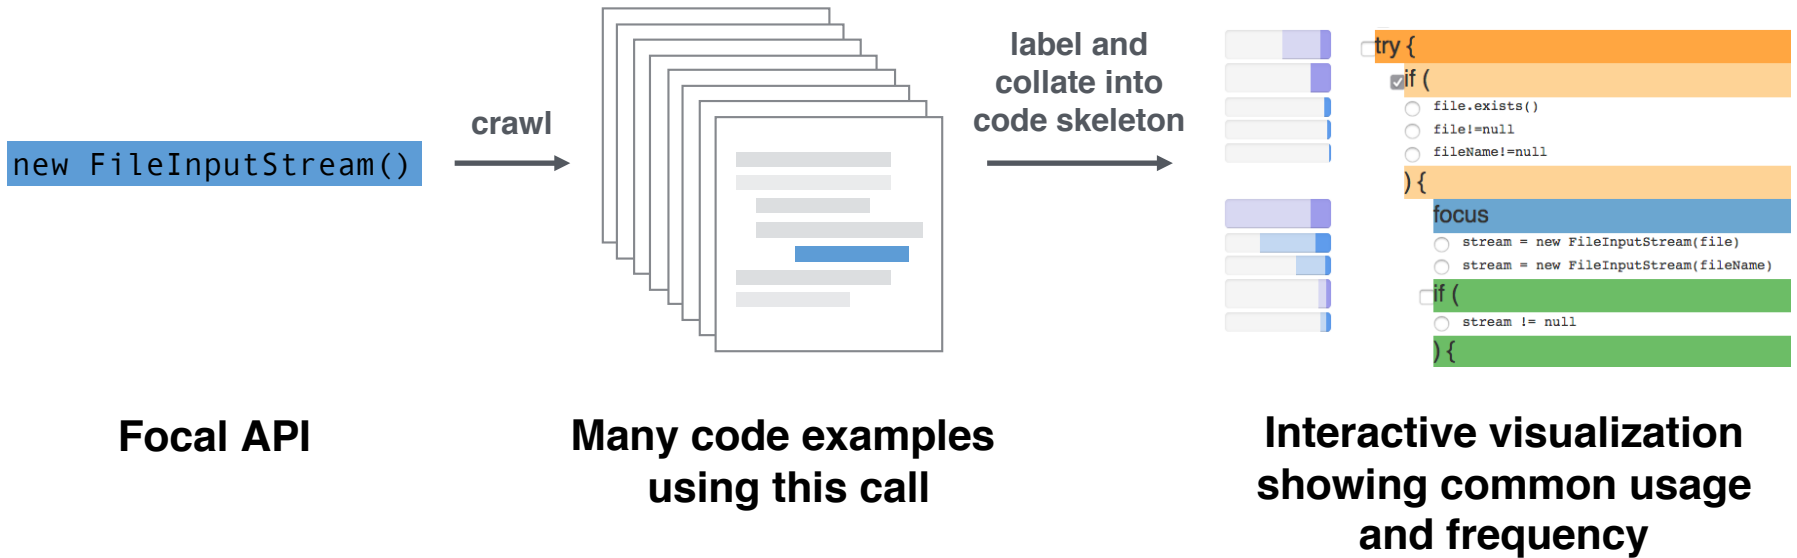 new FileInputStream()
crawl
label and
collate into
code skeleton
try {
if (
file.exists()
file!=null
fileName!=null
) {
focus
stream = new FileInputStream(file)
stream = new FileInputStream(fileName)
if (
stream != null
) {
Focal API
Many code examples
using this call
Interactive visualization
showing common usage
and frequency